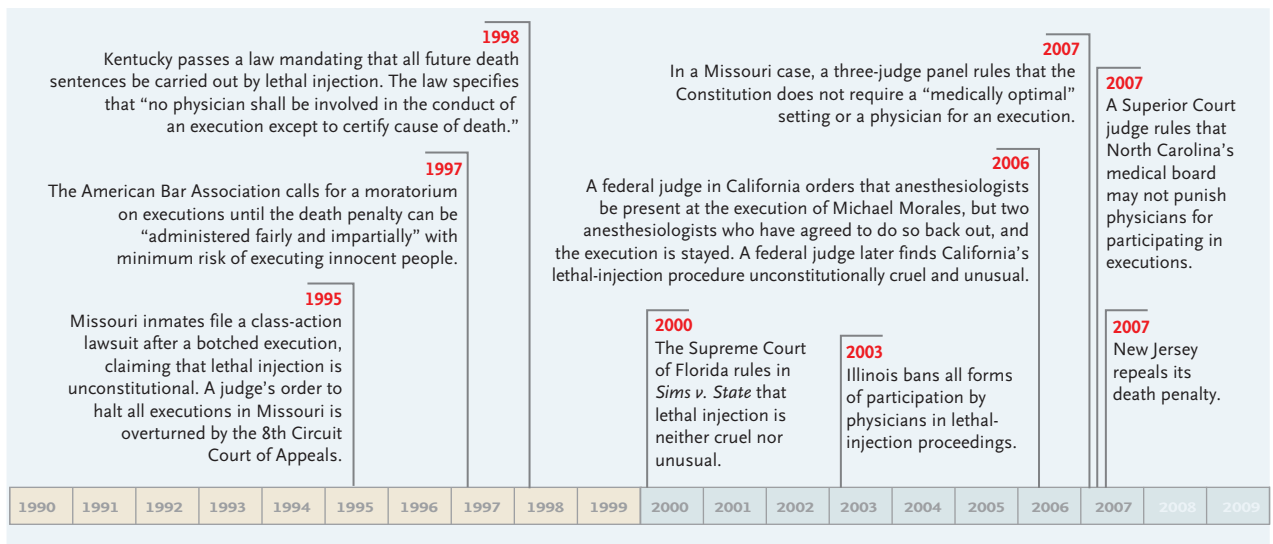 1998
Kentucky passes a law mandating that all future death
sentences be carried out by lethal injection. The law specifies
that “no physician shall be involved in the conduct of
an execution except to certify cause of death.”
1997
The American Bar Association calls for a moratorium
on executions until the death penalty can be
“administered fairly and impartially” with
minimum risk of executing innocent people.
1995
Missouri inmates file a class-action
lawsuit after a botched execution,
claiming that lethal injection is
unconstitutional. A judge’s order to
halt all executions in Missouri is
overturned by the 8th Circuit
Court of Appeals.
2000
The Supreme Court
of Florida rules in
Sims v. State that
lethal injection is
neither cruel nor
unusual.
2003
Illinois bans all forms
of participation by
physicians in lethal-
injection proceedings.
2006
A federal judge in California orders that anesthesiologists
be present at the execution of Michael Morales, but two
anesthesiologists who have agreed to do so back out, and
the execution is stayed. A federal judge later finds California’s
lethal-injection procedure unconstitutionally cruel and unusual.
2007
In a Missouri case, a three-judge panel rules that the
Constitution does not require a “medically optimal”
setting or a physician for an execution.
2007
A Superior Court
judge rules that
North Carolina’s
medical board
may not punish
physicians for
participating in
executions.
2007
New Jersey
repeals its
death penalty.
1990 1991 1992 1993 1994 1995 1996 1997 1998 1999 2000 2001 2002 2003 2004 2005 2006 2007 2008 2009